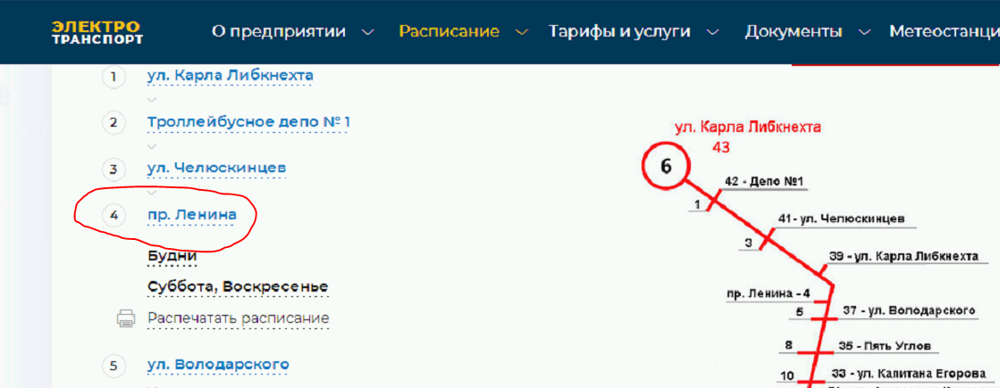 ЭЛЕКТРО
ТРАНСПОРТ
О предприятии
Расписание
Тарифы и услуги
Документы
Метеостанци
1 ул. Карла Либкнехта
2 Троллейбусное депо № 1
3 ул. Челюскинцев
4 пр. Ленина
Будни
Суббота, Воскресенье
Распечатать расписание
5 ул. Володарского
ул. Карла Либкнехта
43
6
42 - Депо №1
1
41- ул. Челюскинцев
3
39 - ул. Карла Либкнехта
пр. Ленина - 4
5 37 - ул. Володарского
8 35 - Пять Углов
10 33 - ул. Капитана Егорова